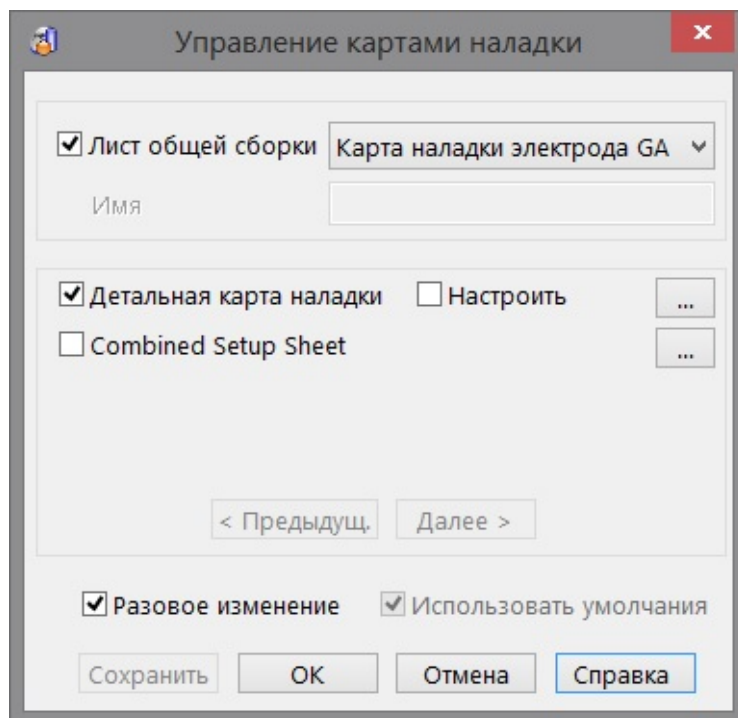 Управление картами наладки
Лист общей сборки Карта наладки электрода GA
Имя
Детальная карта наладки Настроить ...
Combined Setup Sheet ...
< Предыдущ. Далее >
Разовое изменение Использовать умолчания
Сохранить OK Отмена Справка